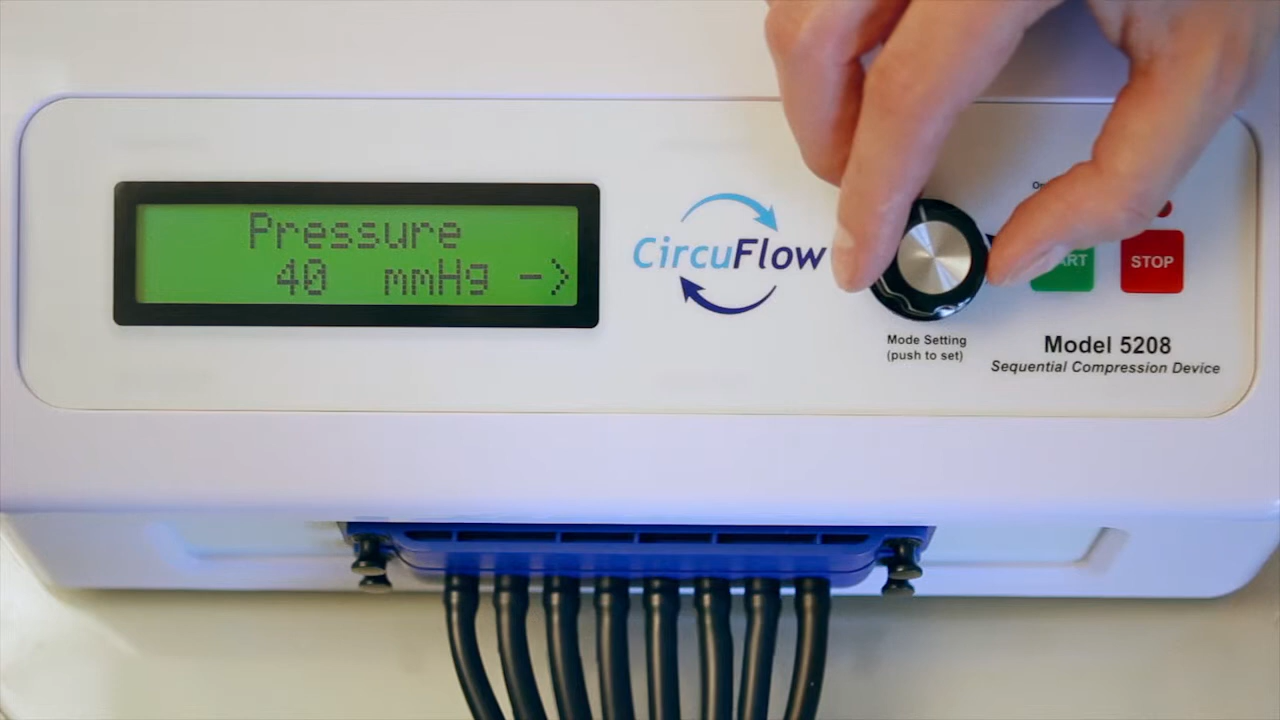 Pressure
40 mmHg ->
CircuFlow
STOP
Mode Setting
(push to set)
Model 5208
Sequential Compression Device